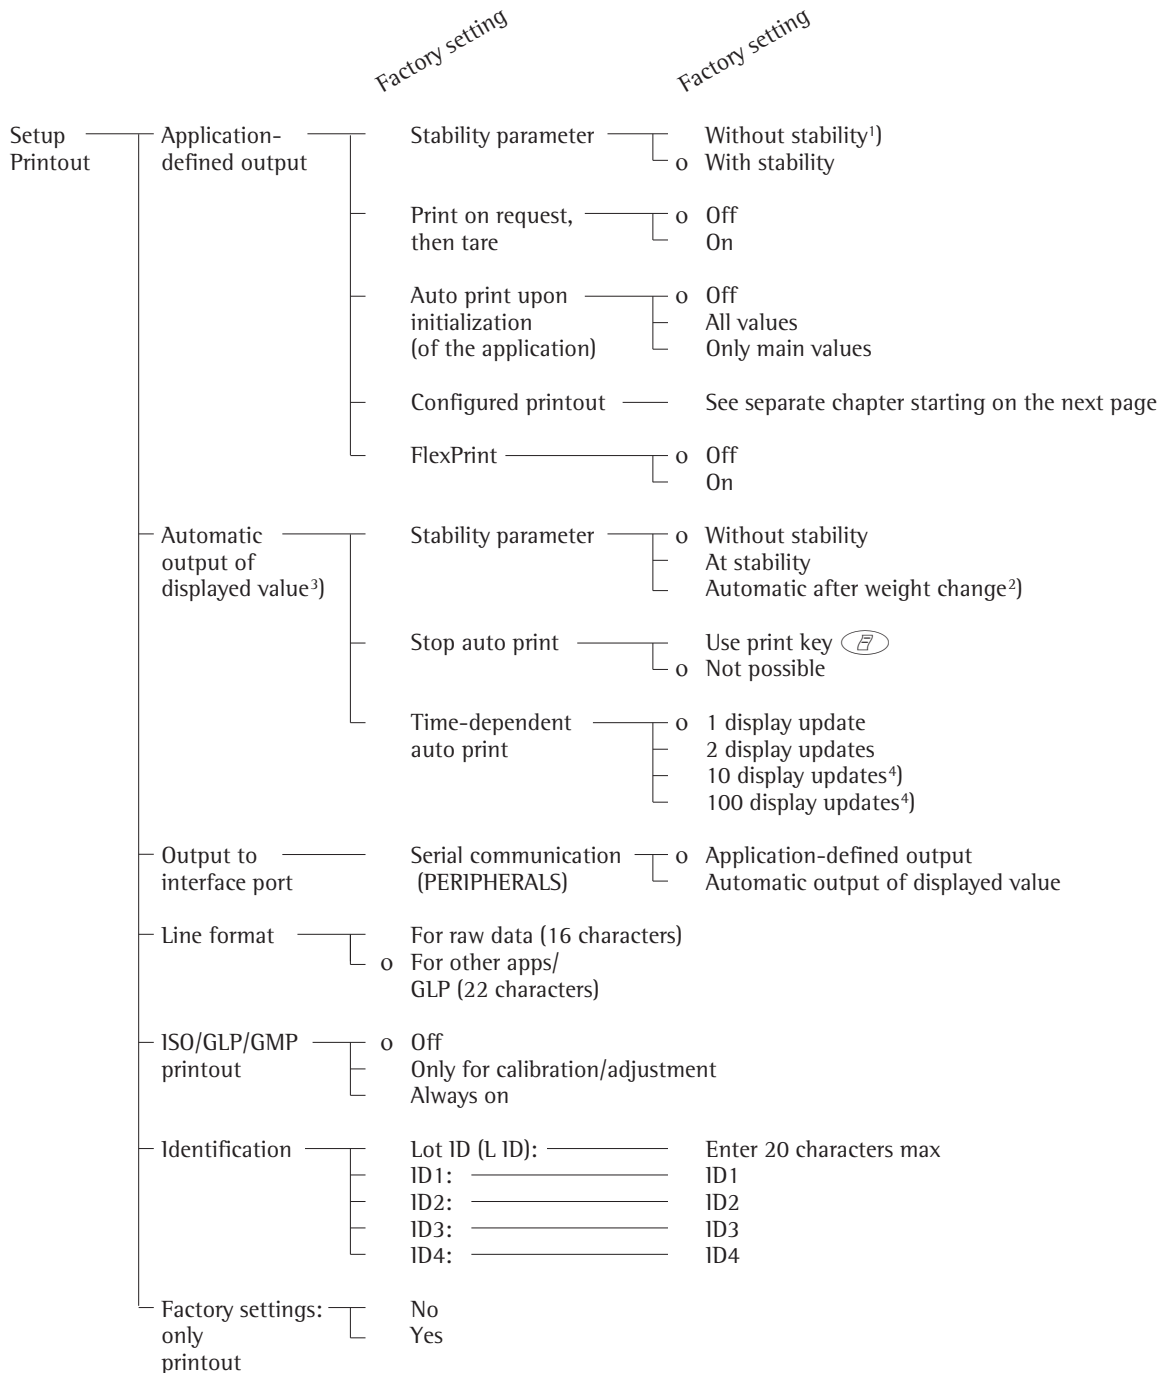 Factory setting
Factory setting
Setup Printout
Application-defined output
Stability parameter
Without stability¹)
o With stability
Print on request, then tare
o Off
On
Auto print upon initialization (of the application)
o Off
All values
Only main values
Configured printout
See separate chapter starting on the next page
FlexPrint
o Off
On
Automatic output of displayed value³)
Stability parameter
o Without stability
At stability
Automatic after weight change²)
Stop auto print
Use print key
o Not possible
Time-dependent auto print
o 1 display update
2 display updates
10 display updates⁴)
100 display updates⁴)
Output to interface port
Serial communication (PERIPHERALS)
o Application-defined output
Automatic output of displayed value
Line format
For raw data (16 characters)
o For other apps/
GLP (22 characters)
ISO/GLP/GMP printout
o Off
Only for calibration/adjustment
Always on
Identification
Lot ID (L ID):
Enter 20 characters max
ID1:
ID1
ID2:
ID2
ID3:
ID3
ID4:
ID4
Factory settings: only printout
No
Yes